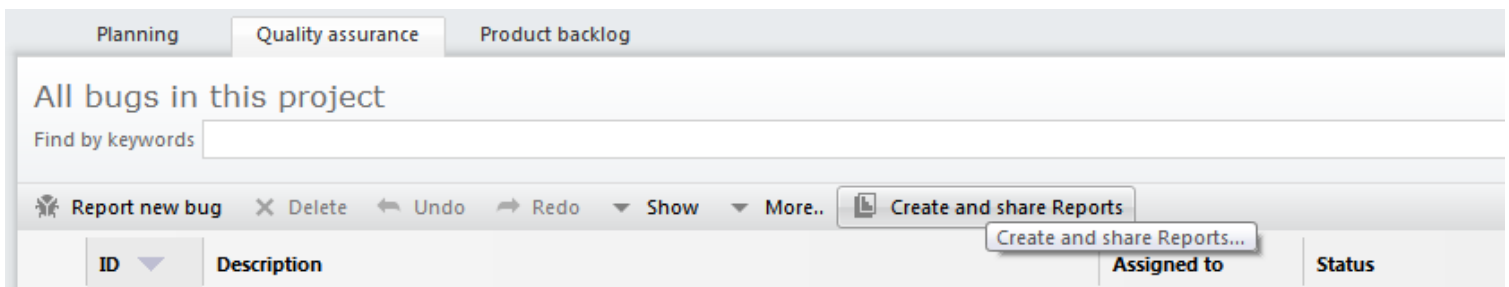 Planning Quality assurance Product backlog
All bugs in this project
Find by keywords
Report new bug Delete Undo Redo Show More.. Create and share Reports
Create and share Reports...
ID Description Assigned to Status